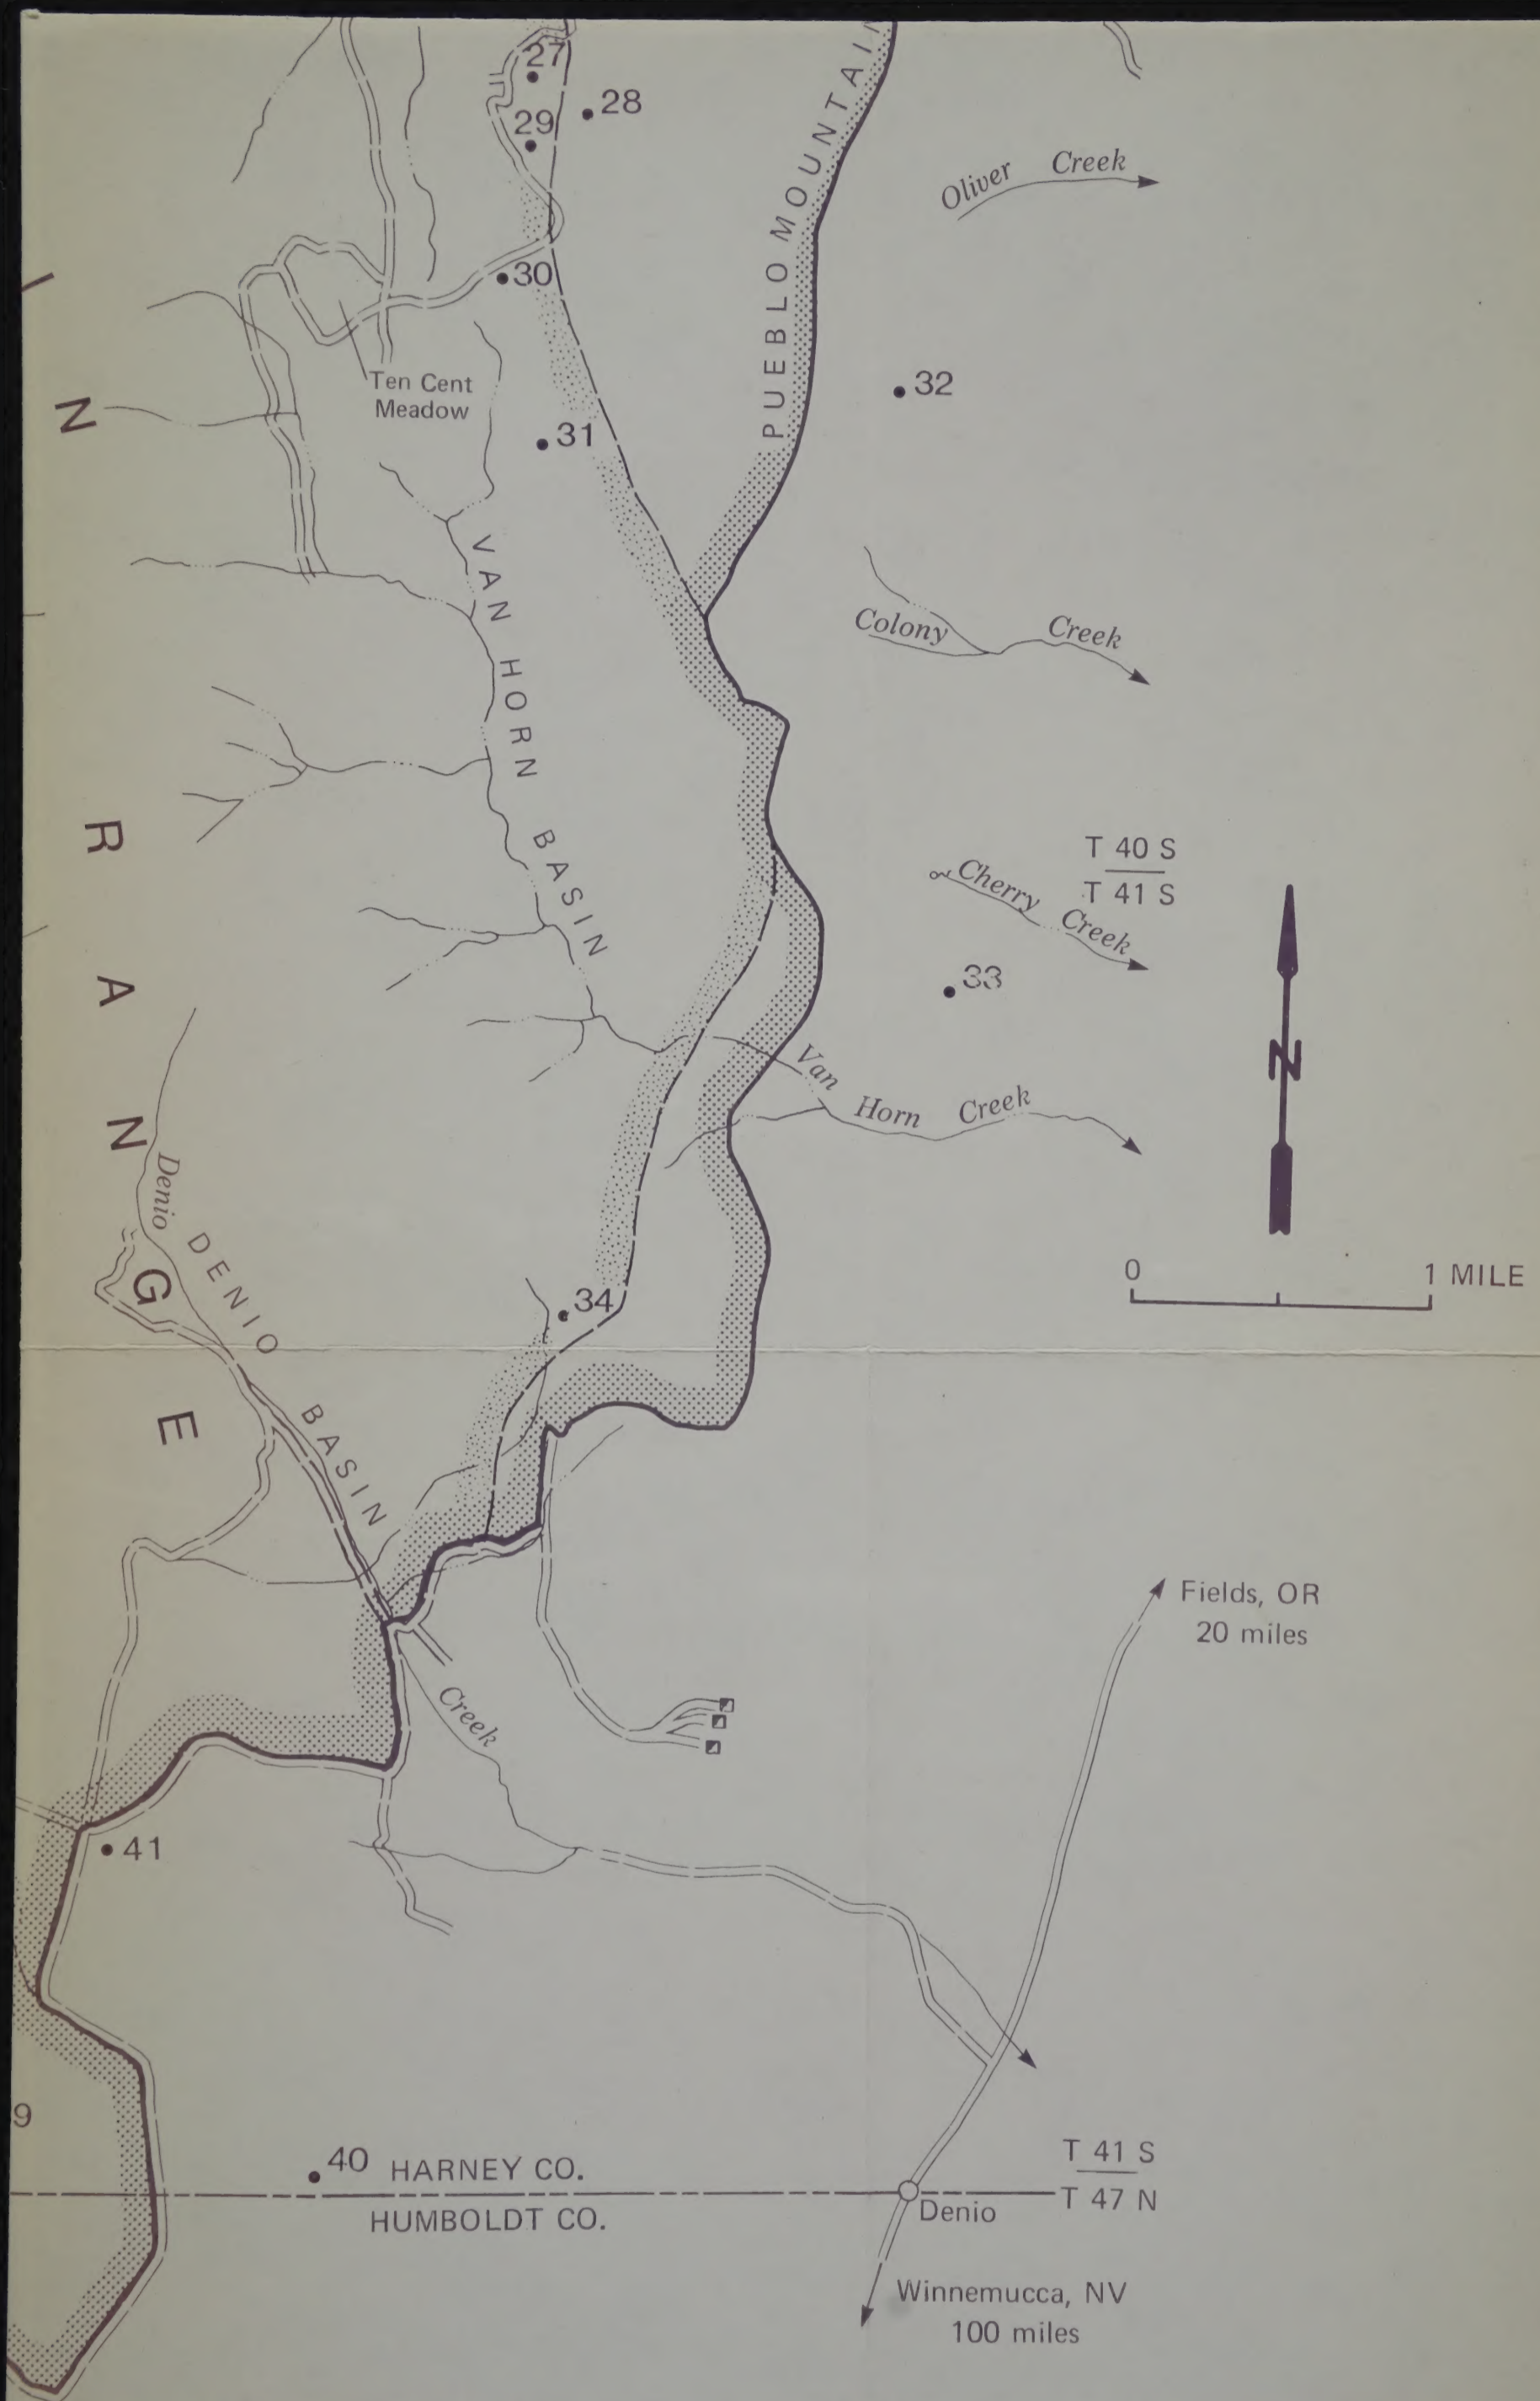 27
28
29
PUEBLO MOUNTAIN
Oliver Creek
30
Ten Cent
Meadow
32
31
N
VAN HORN BASIN
Colony Creek
R
T 40 S
T 41 S
Cherry Creek
33
A
N
N
Van Horn Creek
Denio
DENIO BASIN
G
0 1 MILE
34
E
Fields, OR
20 miles
Creek
41
9
40
HARNEY CO.
HUMBOLDT CO.
T 41 S
T 47 N
Denio
Winnemucca, NV
100 miles